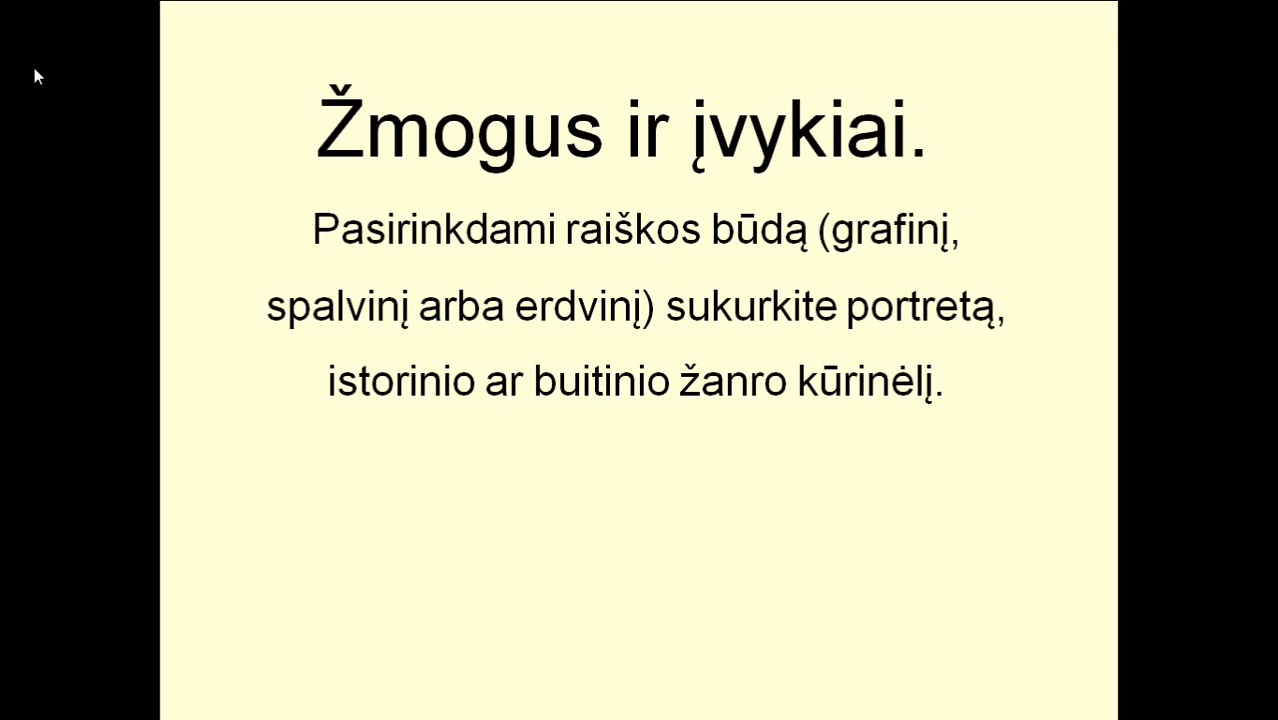 Žmogus ir įvykiai.
Pasirinkdami raiškos būdą (grafinį,
spalvinį arba erdvinį) sukurkite portretą,
istorinio ar buitinio žanro kūrinėlį.